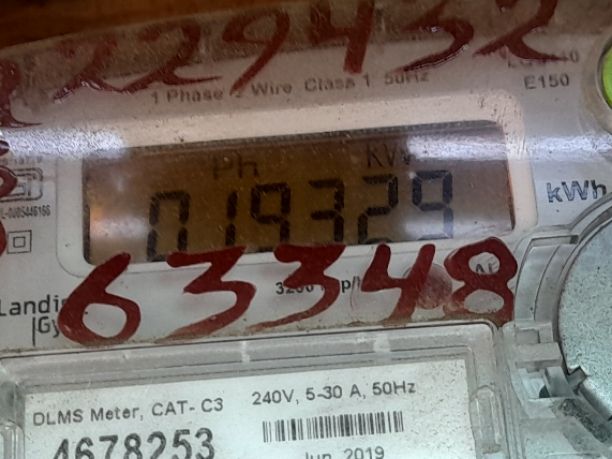 229432
1 Phase 2 Wire Class 1 50Hz
E150
Ph KW
019329
kWh
63348
Landis
Gy
DLMS Meter, CAT- C3 240V, 5-30 A, 50Hz
4678253
Jun 2019